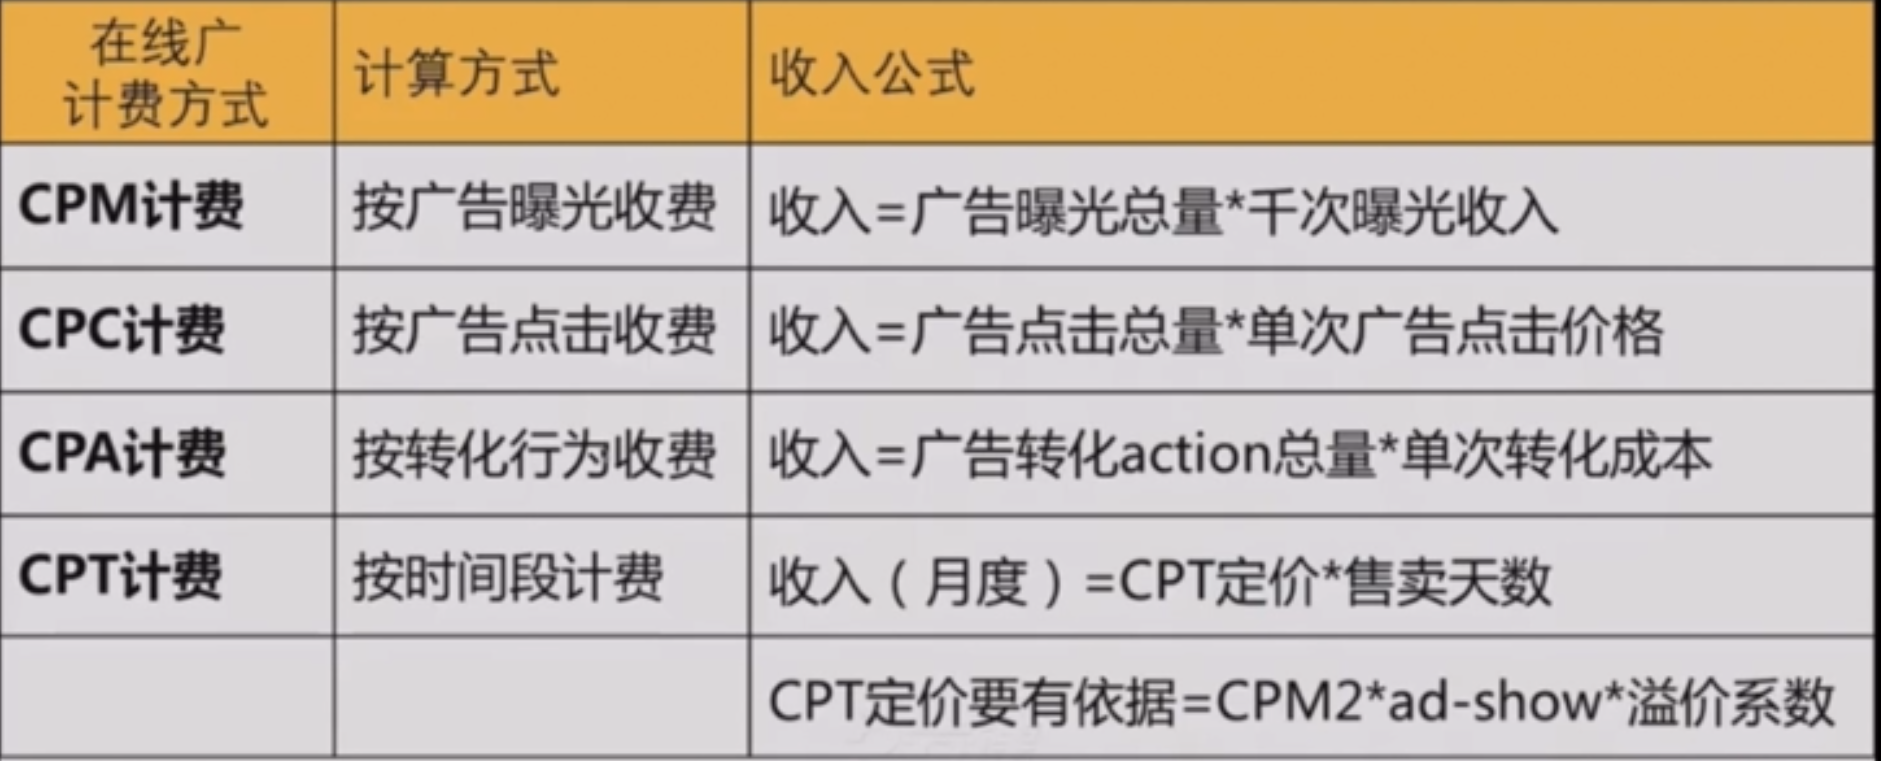 在线广
计费方式
计算方式
收入公式
CPM计费
按广告曝光收费
收入=广告曝光总量*千次曝光收入
CPC计费
按广告点击收费
收入=广告点击总量*单次广告点击价格
CPA计费
按转化行为收费
收入=广告转化action总量*单次转化成本
CPT计费
按时间段计费
收入（月度）=CPT定价*售卖天数
CPT定价要有依据=CPM2*ad-show*溢价系数